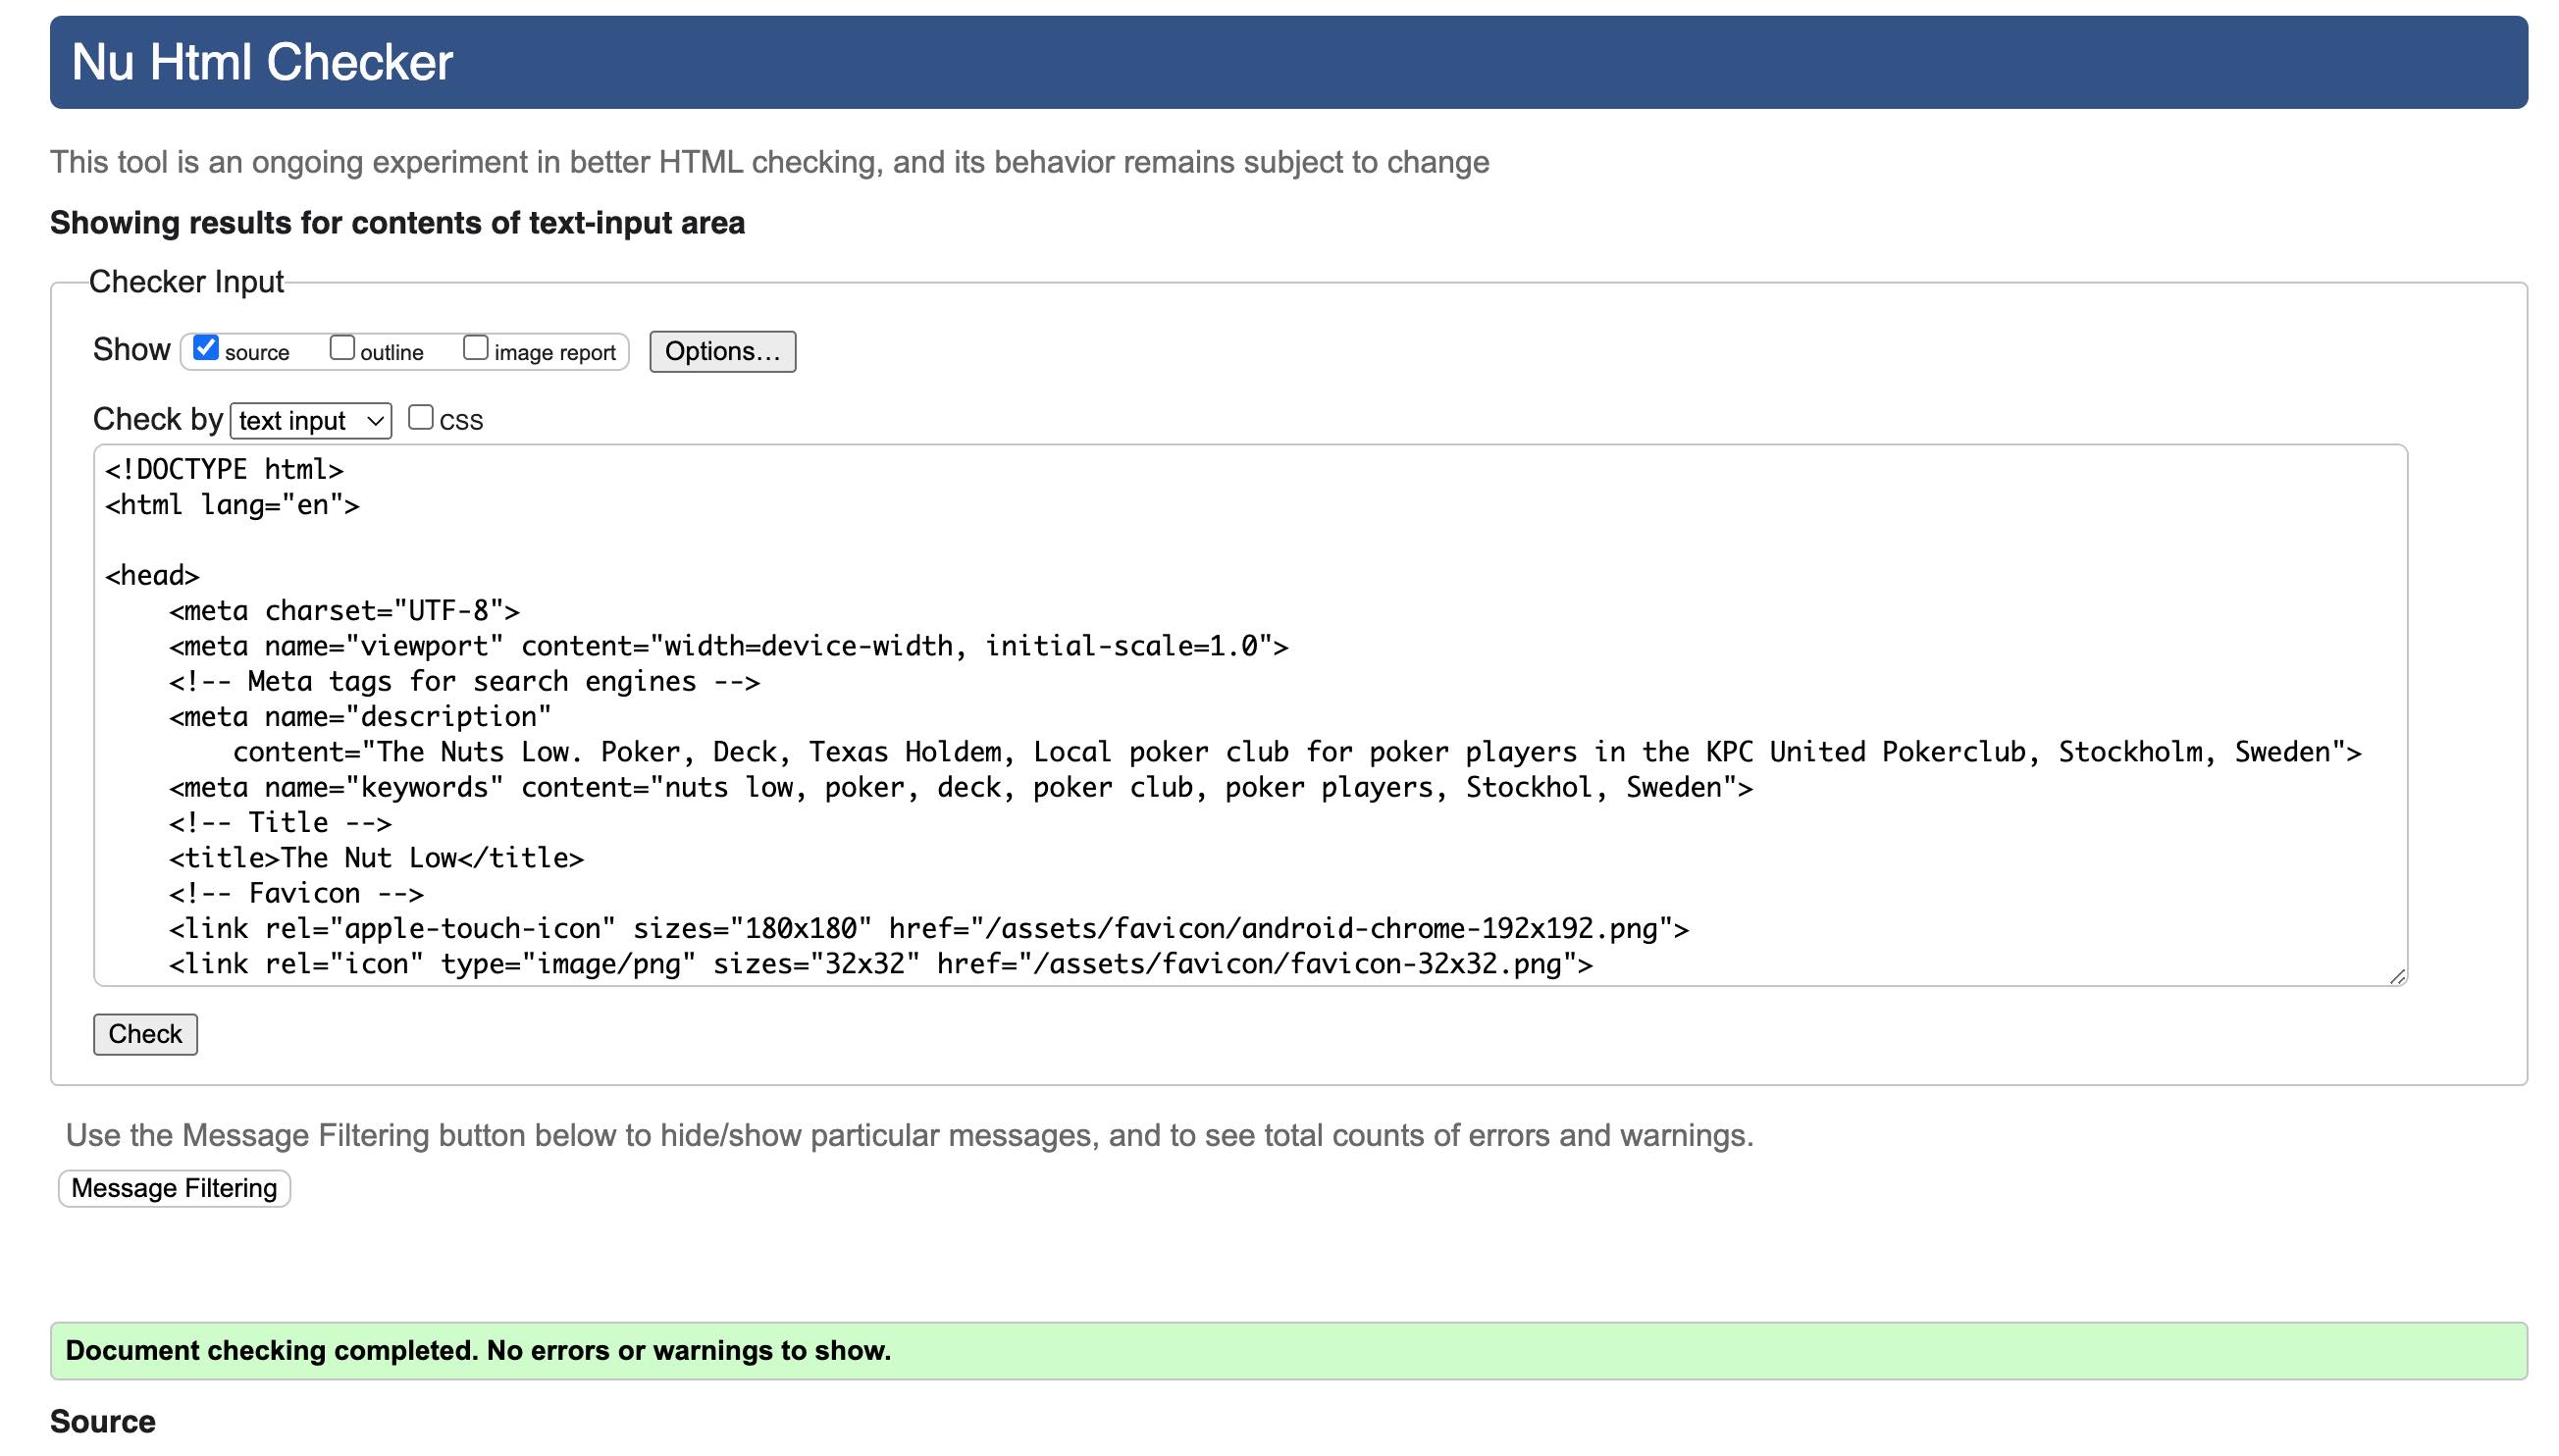 Nu Html Checker
This tool is an ongoing experiment in better HTML checking, and its behavior remains subject to change
Showing results for contents of text-input area
Checker Input
Show source outline image report Options...
Check by text input css
<!DOCTYPE html>
<html lang="en">
<head>
    <meta charset="UTF-8">
    <meta name="viewport" content="width=device-width, initial-scale=1.0">
    <!-- Meta tags for search engines -->
    <meta name="description"
        content="The Nuts Low. Poker, Deck, Texas Holdem, Local poker club for poker players in the KPC United Pokerclub, Stockholm, Sweden">
    <meta name="keywords" content="nuts low, poker, deck, poker club, poker players, Stockhol, Sweden">
    <!-- Title -->
    <title>The Nut Low</title>
    <!-- Favicon -->
    <link rel="apple-touch-icon" sizes="180x180" href="/assets/favicon/android-chrome-192x192.png">
    <link rel="icon" type="image/png" sizes="32x32" href="/assets/favicon/favicon-32x32.png">
Check
Use the Message Filtering button below to hide/show particular messages, and to see total counts of errors and warnings.
Message Filtering
Document checking completed. No errors or warnings to show.
Source